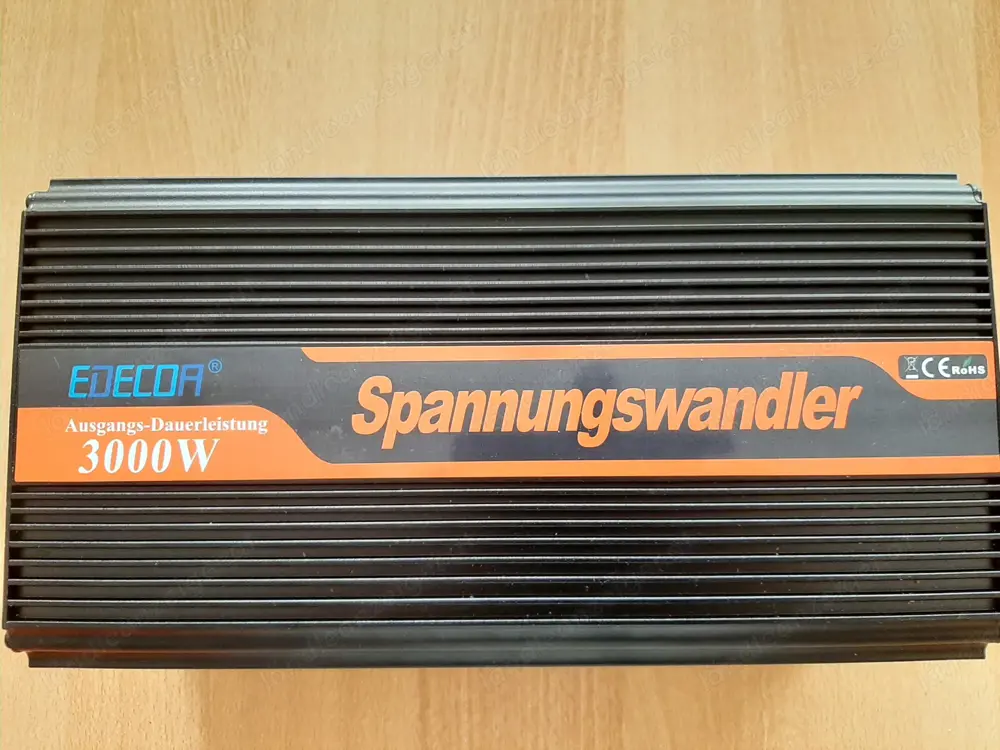 EDECOA®
Ausgangs-Dauerleistung
3000W
Spannungswandler
CE RoHS